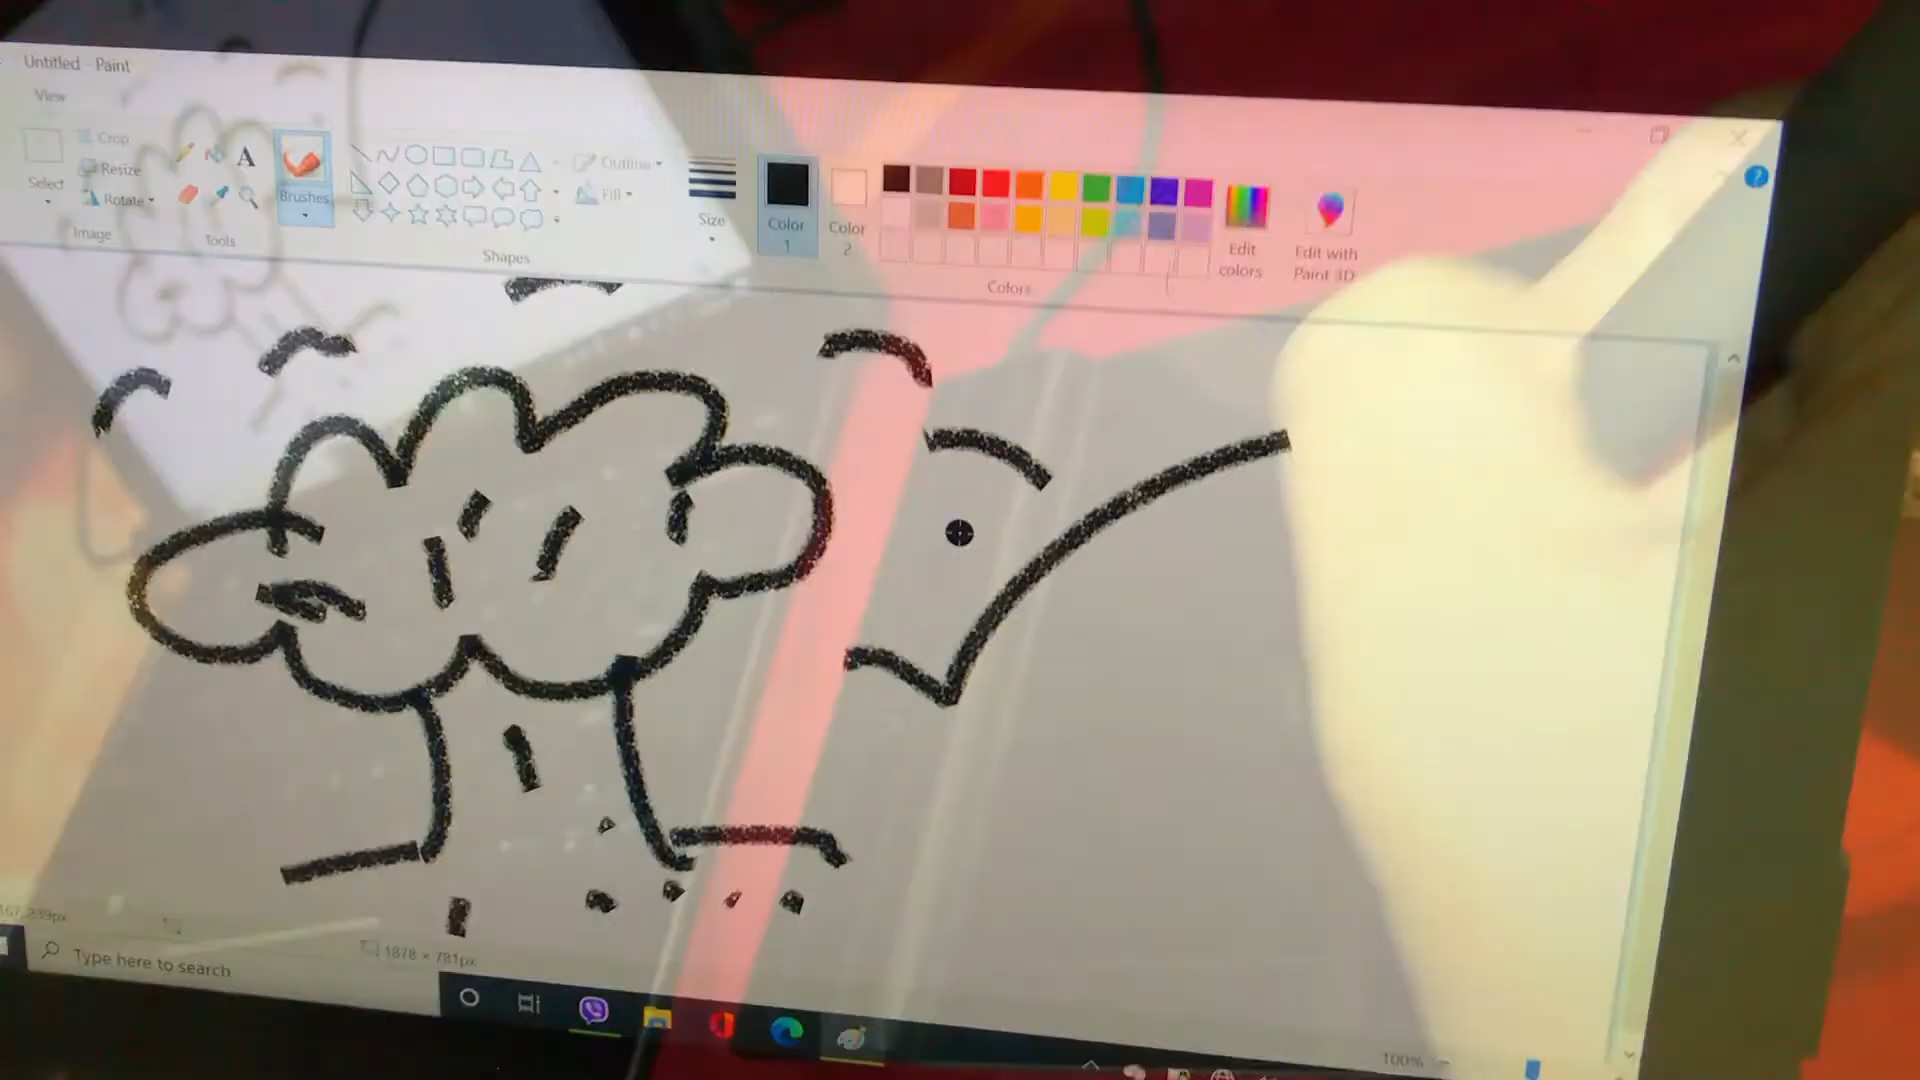 Untitled - Paint
View
Crop
Resize
Rotate
Select
Image
A
Tools
Brushes
Shapes
Outline
Fill
Size
Color
1
Color
2
Colors
Edit
colors
Edit with
Paint 3D
?
1878 × 781px
Type here to search
100%